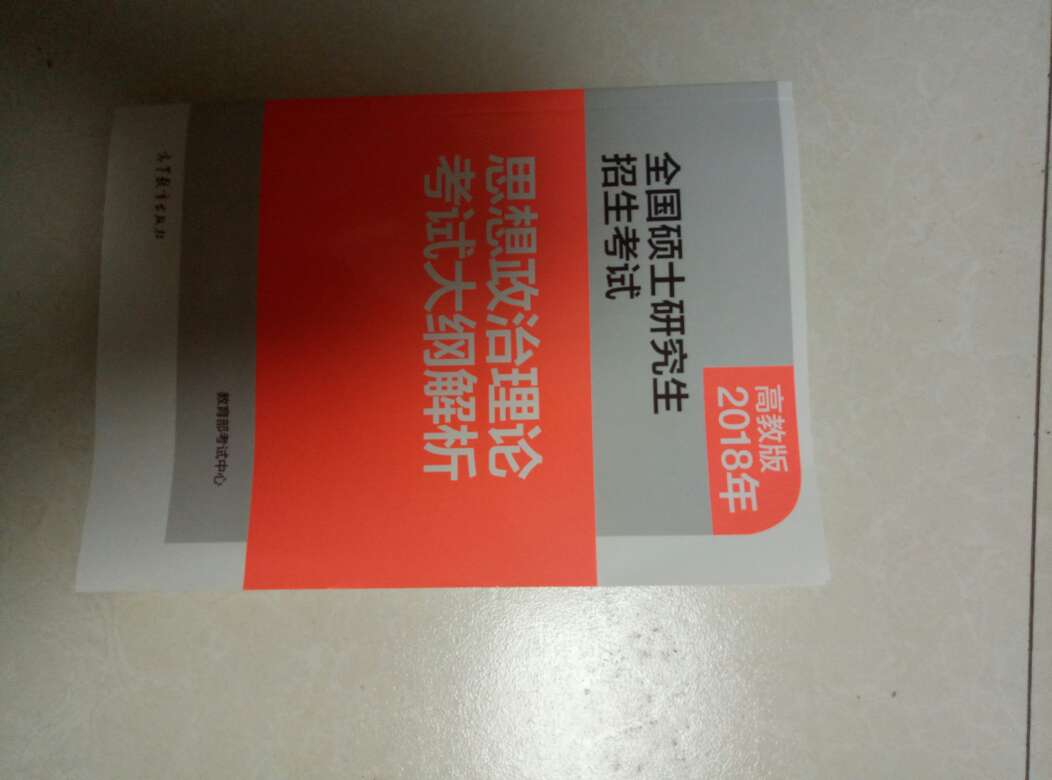 高教版
2018年
全国硕士研究生
招生考试
思想政治理论
考试大纲解析
教育部考试中心
高等教育出版社